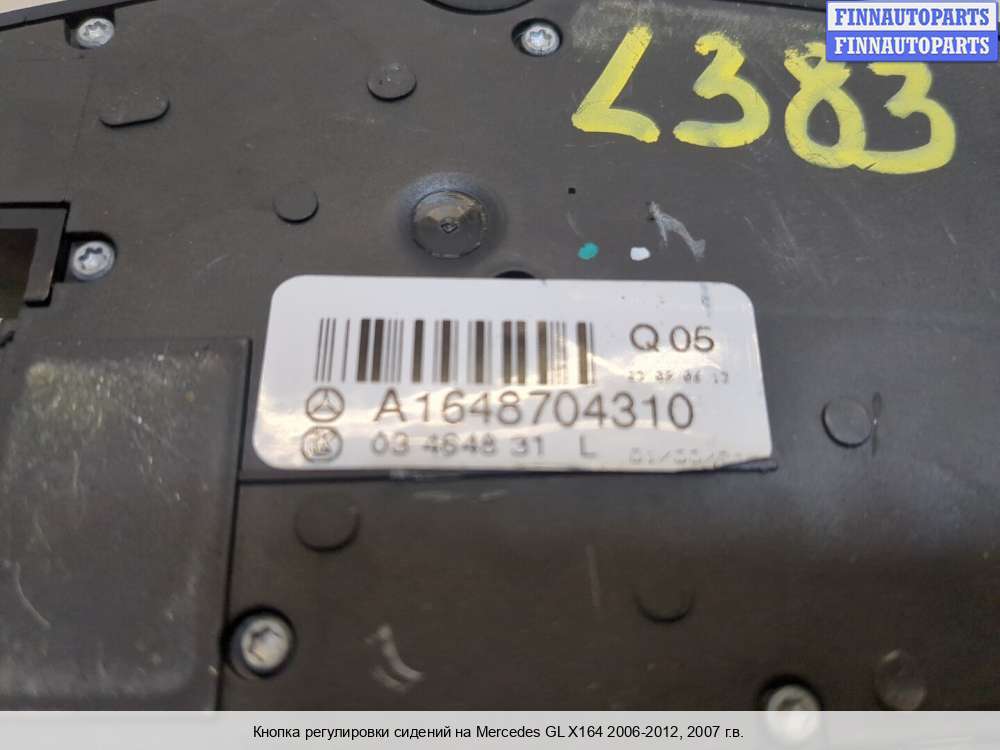 FINNAUTOPARTS
FINNAUTOPARTS
L383
Q 05
A1648704310
03 4648 31 L
Кнопка регулировки сидений на Mercedes GL X164 2006-2012, 2007 г.в.